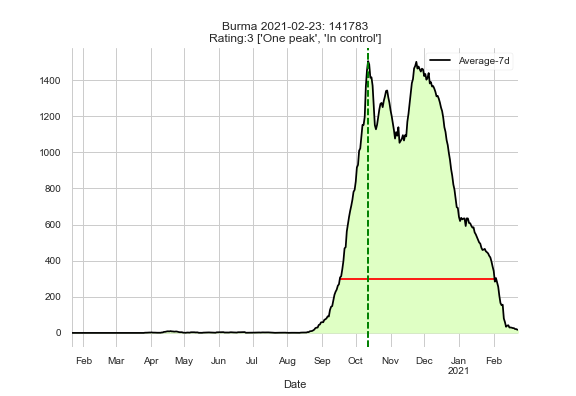 Burma 2021-02-23: 141783
Rating:3 ['One peak', 'In control']
Average-7d
1400
1200
1000
800
600
400
200
0
Feb Mar Apr May Jun Jul Aug Sep Oct Nov Dec Jan Feb
2021
Date